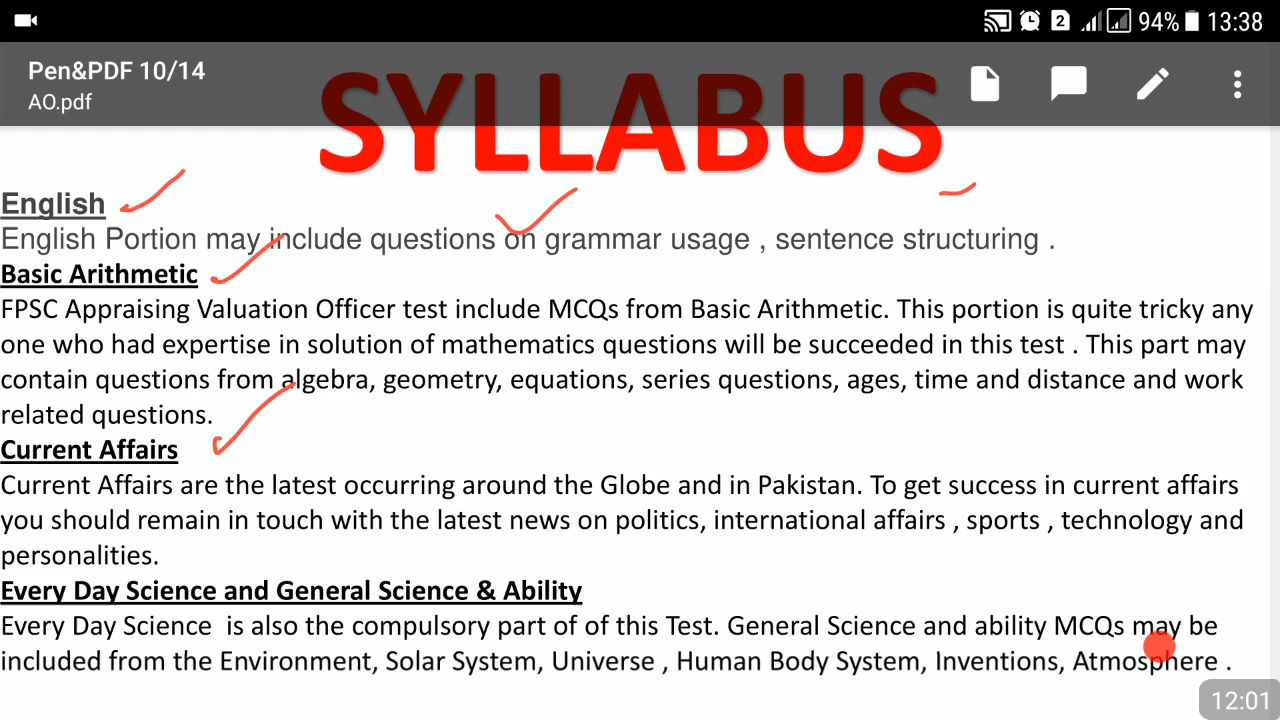 2 94% 13:38
Pen&PDF 10/14
AO.pdf
SYLLABUS
English
English Portion may include questions on grammar usage , sentence structuring .
Basic Arithmetic
FPSC Appraising Valuation Officer test include MCQs from Basic Arithmetic. This portion is quite tricky any
one who had expertise in solution of mathematics questions will be succeeded in this test . This part may
contain questions from algebra, geometry, equations, series questions, ages, time and distance and work
related questions.
Current Affairs
Current Affairs are the latest occurring around the Globe and in Pakistan. To get success in current affairs
you should remain in touch with the latest news on politics, international affairs , sports , technology and
personalities.
Every Day Science and General Science & Ability
Every Day Science  is also the compulsory part of of this Test. General Science and ability MCQs may be
included from the Environment, Solar System, Universe , Human Body System, Inventions, Atmosphere .
12:01